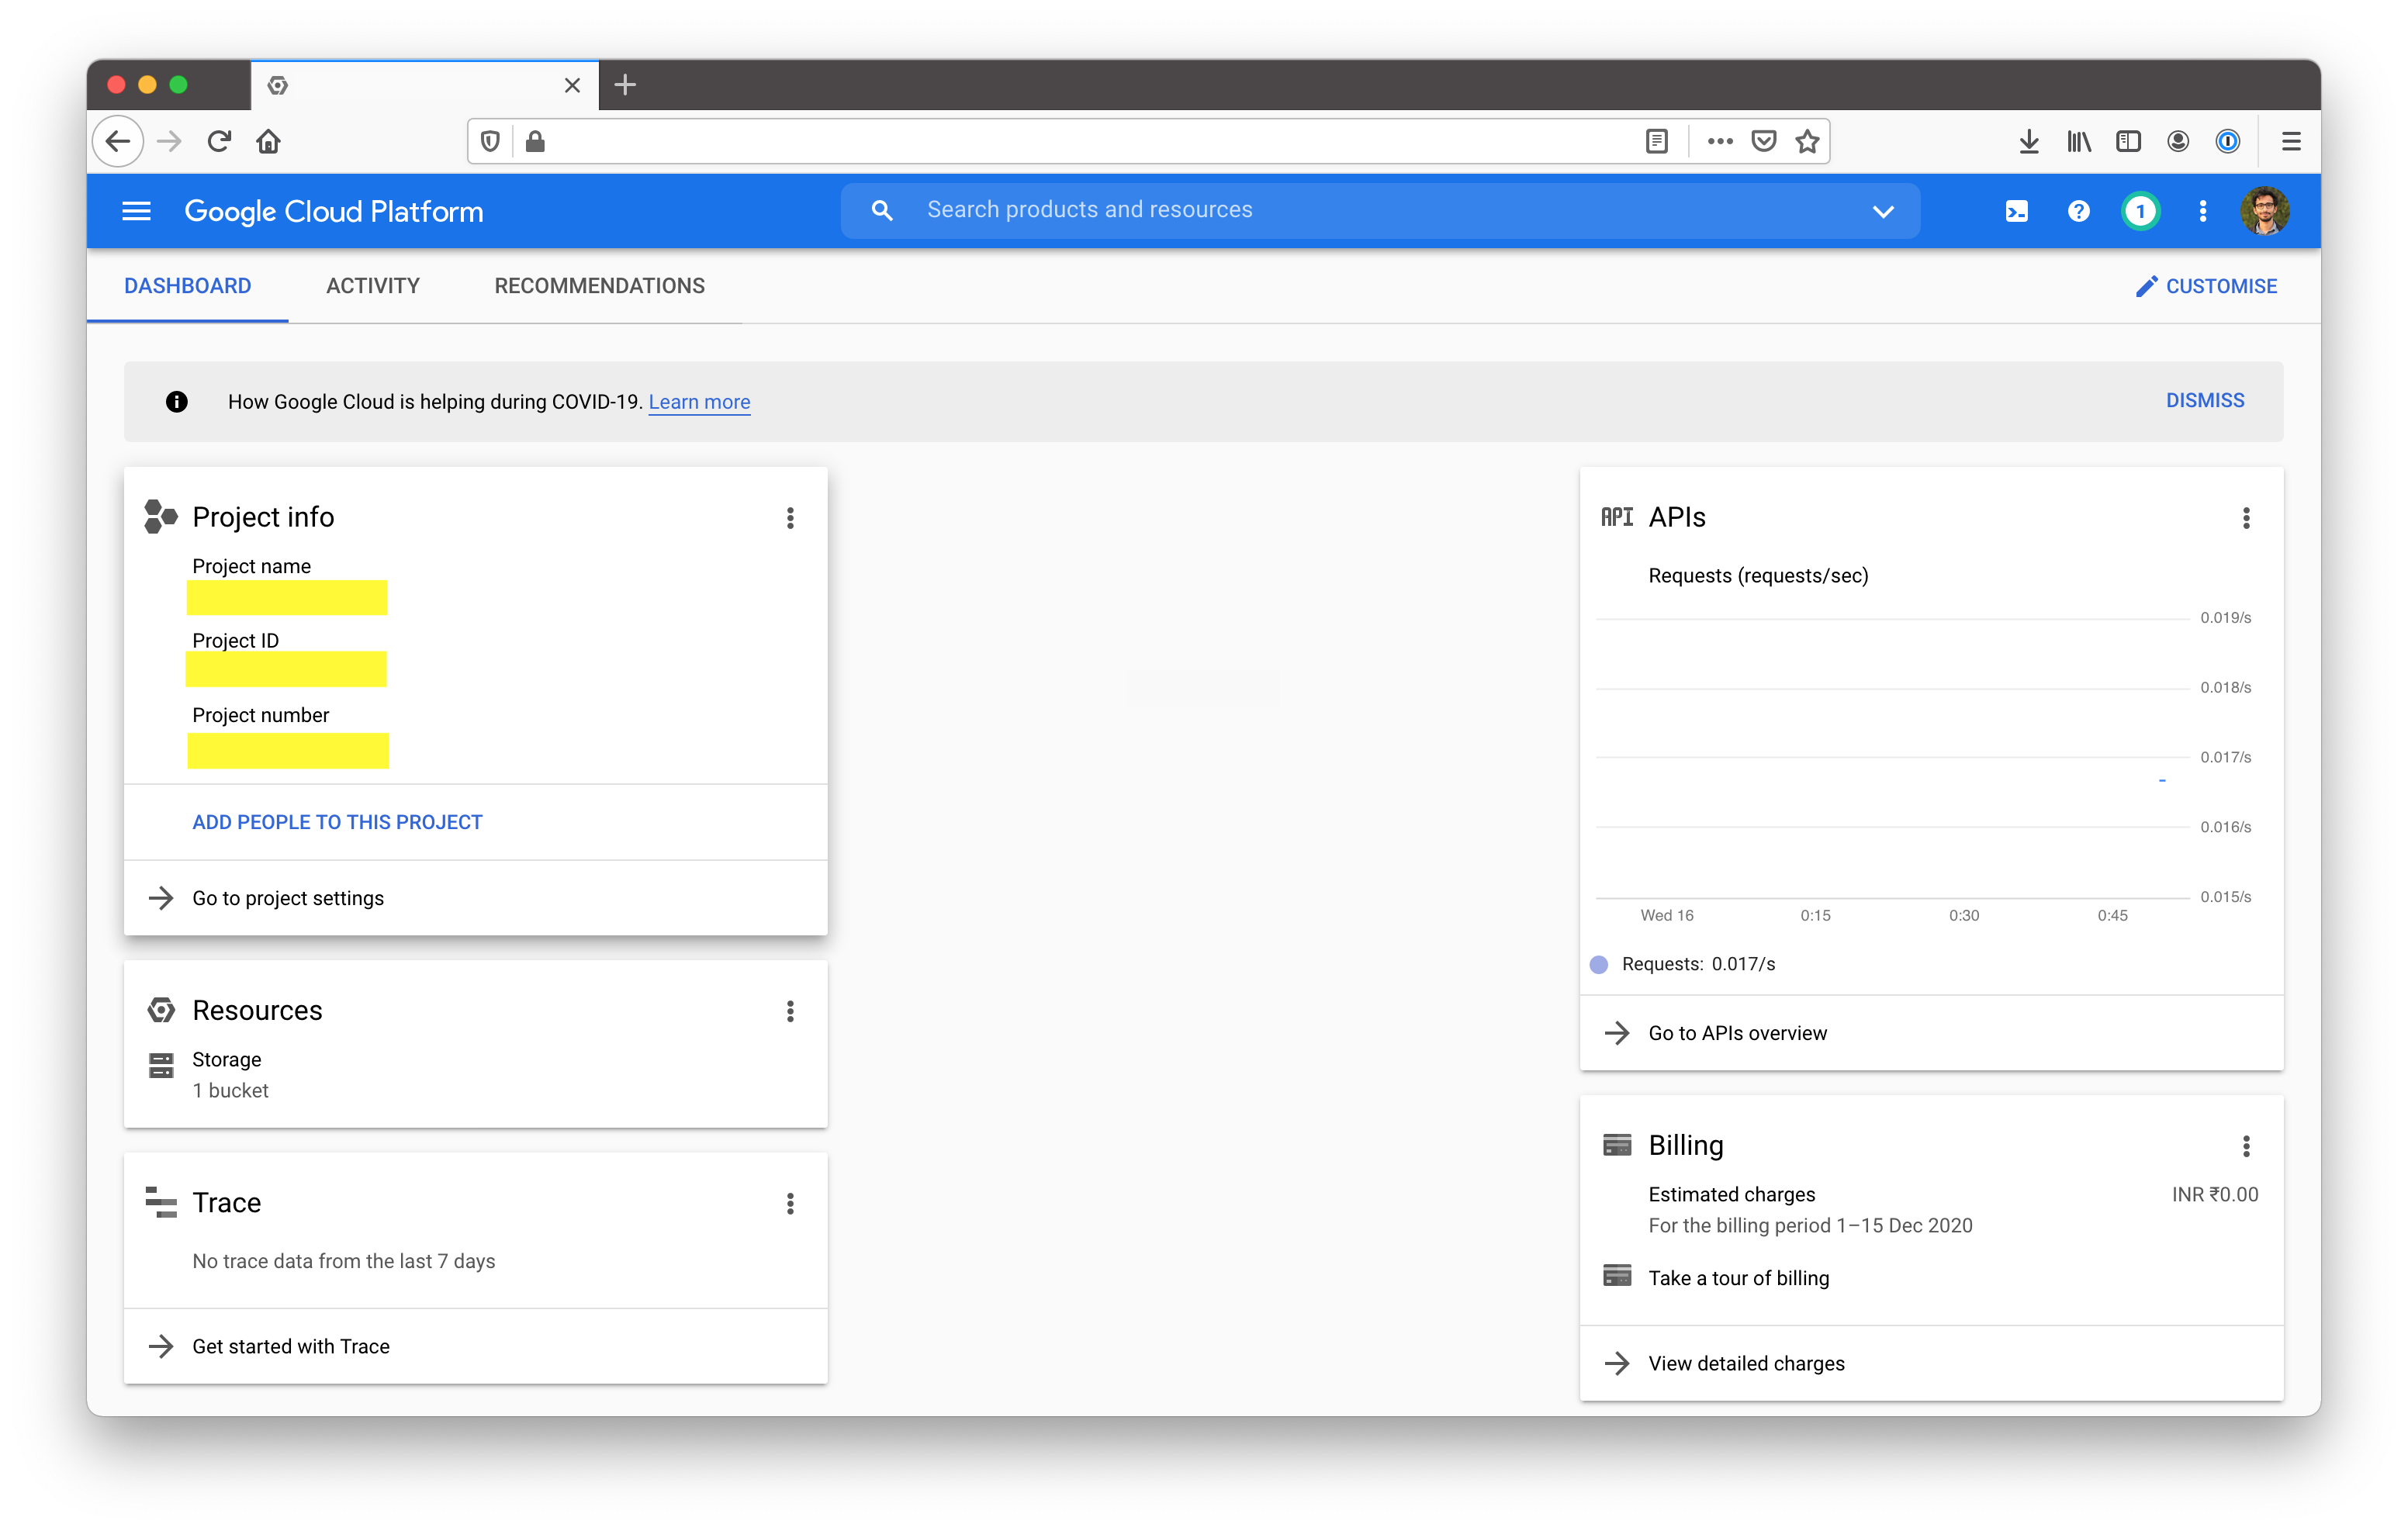 Google Cloud Platform
Search products and resources
1
DASHBOARD
ACTIVITY
RECOMMENDATIONS
CUSTOMISE
How Google Cloud is helping during COVID-19. Learn more
DISMISS
Project info
Project name
Project ID
Project number
ADD PEOPLE TO THIS PROJECT
Go to project settings
Resources
Storage
1 bucket
Trace
No trace data from the last 7 days
Get started with Trace
API APIs
Requests (requests/sec)
0.019/s
0.018/s
0.017/s
0.016/s
0.015/s
Wed 16 0:15 0:30 0:45
Requests: 0.017/s
Go to APIs overview
Billing
Estimated charges INR ₹0.00
For the billing period 1–15 Dec 2020
Take a tour of billing
View detailed charges